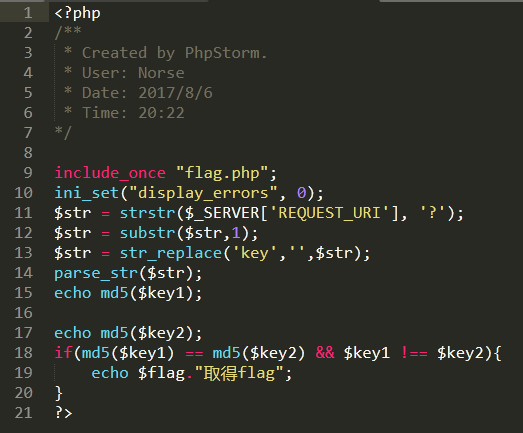 1 <?php
2 /**
3  * Created by PhpStorm.
4  * User: Norse
5  * Date: 2017/8/6
6  * Time: 20:22
7 */
8
9 include_once "flag.php";
10 ini_set("display_errors", 0);
11 $str = strstr($_SERVER['REQUEST_URI'], '?');
12 $str = substr($str,1);
13 $str = str_replace('key','',$str);
14 parse_str($str);
15 echo md5($key1);
16
17 echo md5($key2);
18 if(md5($key1) == md5($key2) && $key1 !== $key2){
19     echo $flag."取得flag";
20 }
21 ?>